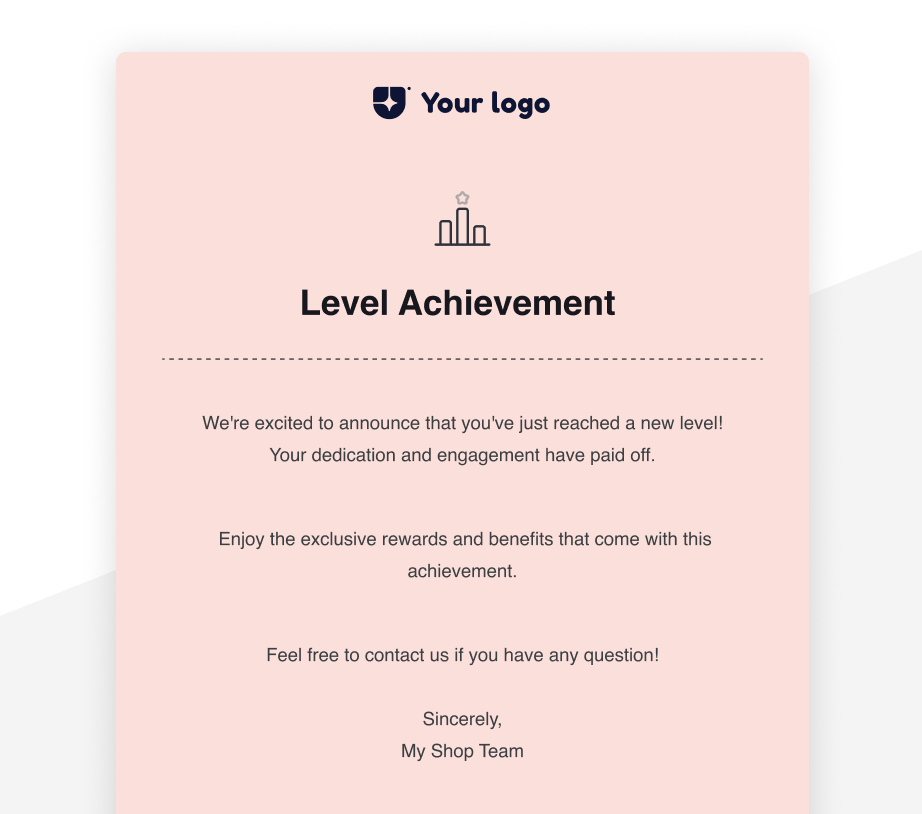 Your logo
Level Achievement
We're excited to announce that you've just reached a new level!
Your dedication and engagement have paid off.
Enjoy the exclusive rewards and benefits that come with this
achievement.
Feel free to contact us if you have any question!
Sincerely,
My Shop Team